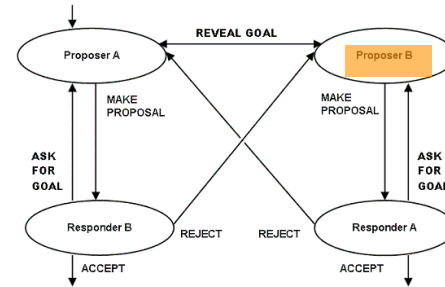 REVEAL GOAL
Proposer A
Proposer B
MAKE
PROPOSAL
MAKE
PROPOSAL
ASK
FOR
GOAL
ASK
FOR
GOAL
Responder B
REJECT
REJECT
Responder A
ACCEPT
ACCEPT